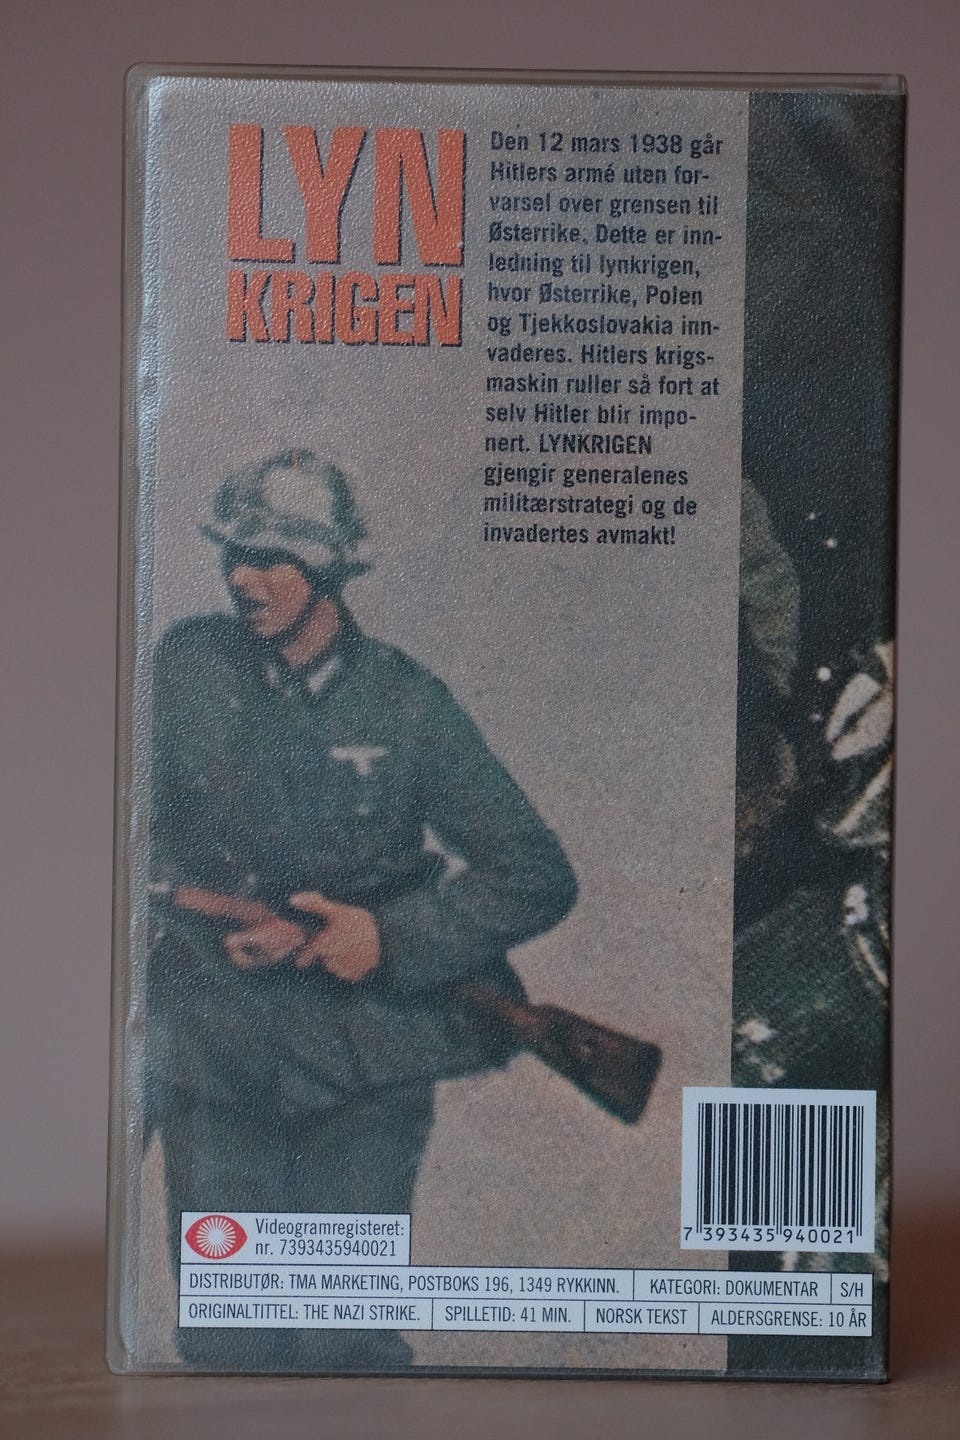 LYN
KRIGEN
Den 12 mars 1938 går
Hitlers armé uten for-
varsel over grensen til
Østerrike. Dette er inn-
ledning til lynkrigen,
hvor Østerrike, Polen
og Tjekkoslovakia inn-
vaderes. Hitlers krigs-
maskin ruller så fort at
selv Hitler blir impo-
nert. LYNKRIGEN
gjengir generalenes
militærstrategi og de
invadertes avmakt!
7 393435 940021
Videogramregisteret:
nr. 7393435940021
DISTRIBUTØR: TMA MARKETING, POSTBOKS 196, 1349 RYKKINN. KATEGORI: DOKUMENTAR S/H
ORIGINALTITTEL: THE NAZI STRIKE. SPILLETID: 41 MIN. NORSK TEKST ALDERSGRENSE: 10 ÅR